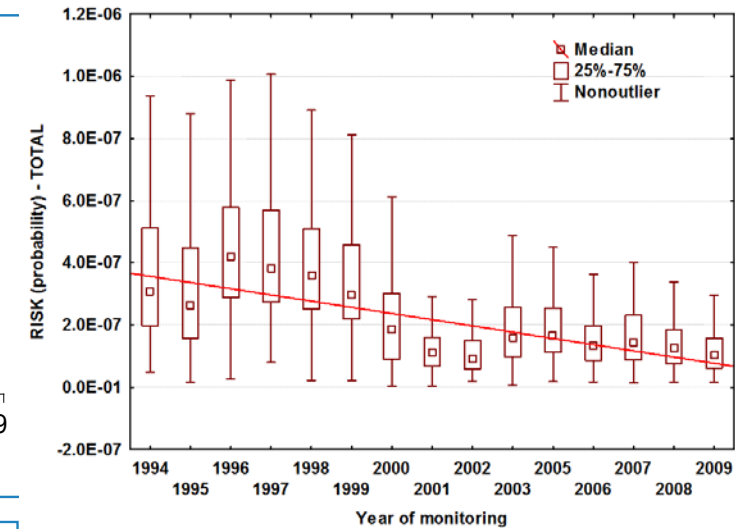 1.2E-06
1.0E-06
8.0E-07
6.0E-07
4.0E-07
2.0E-07
0.0E-01
-2.0E-07
RISK (probability) - TOTAL
Median
25%-75%
Nonoutlier
9
1994 1996 1998 2000 2002 2005 2007 2009
1995 1997 1999 2001 2003 2006 2008
Year of monitoring